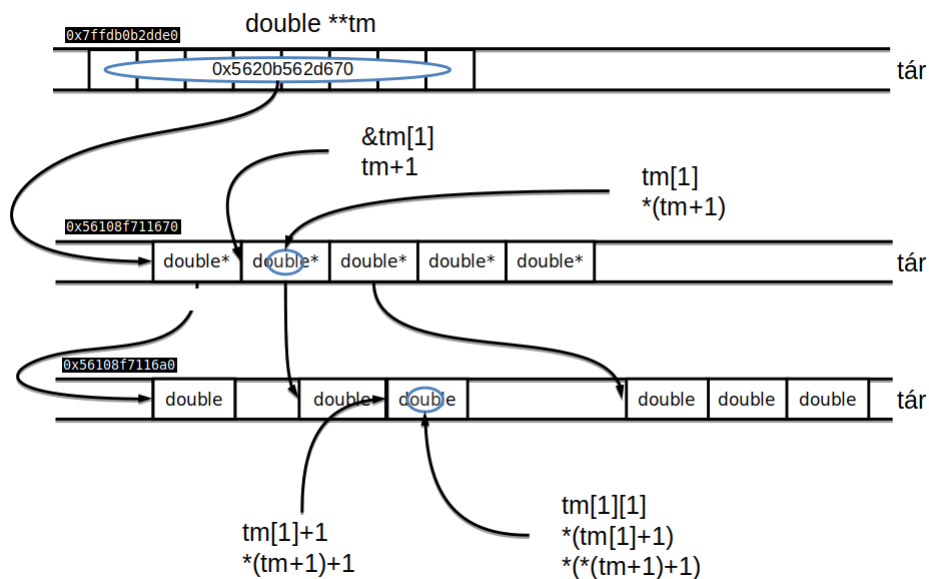 double **tm
0x7ffdb0b2dde0
0x5620b562d670
tár
&tm[1]
tm+1
tm[1]
*(tm+1)
0x56108f711670
double* double* double* double* double*
tár
0x56108f7116a0
double double double double double double
tár
tm[1]+1
*(tm+1)+1
tm[1][1]
*(tm[1]+1)
*(*(tm+1)+1)